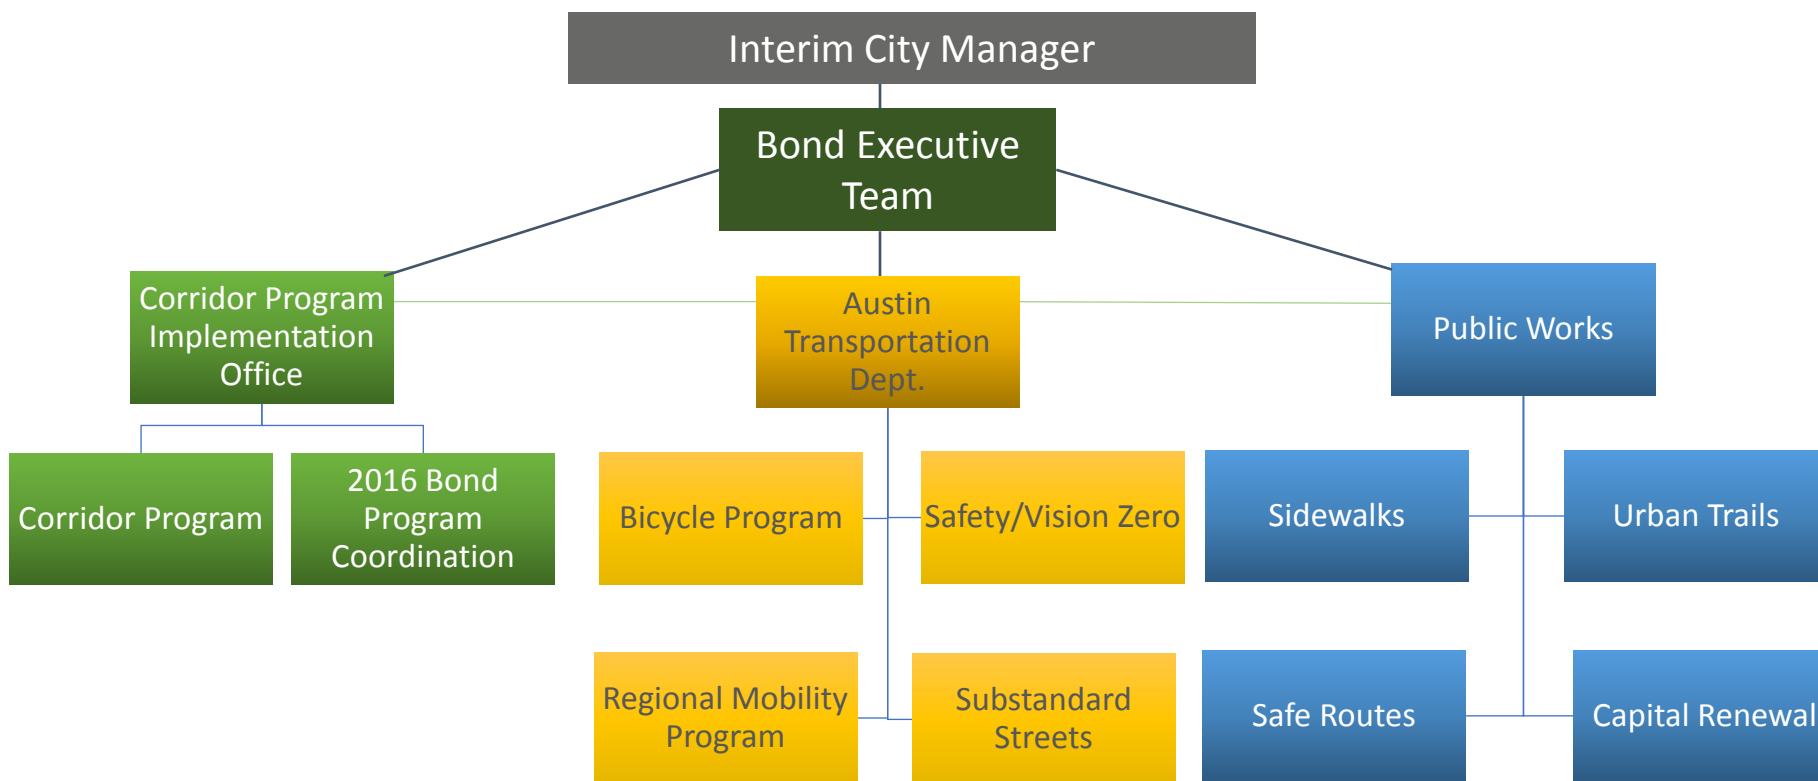 Interim City Manager
Bond Executive
Team
Corridor Program
Implementation
Office
Austin
Transportation
Dept.
Public Works
Corridor Program
2016 Bond
Program
Coordination
Bicycle Program
Safety/Vision Zero
Sidewalks
Urban Trails
Regional Mobility
Program
Substandard
Streets
Safe Routes
Capital Renewal